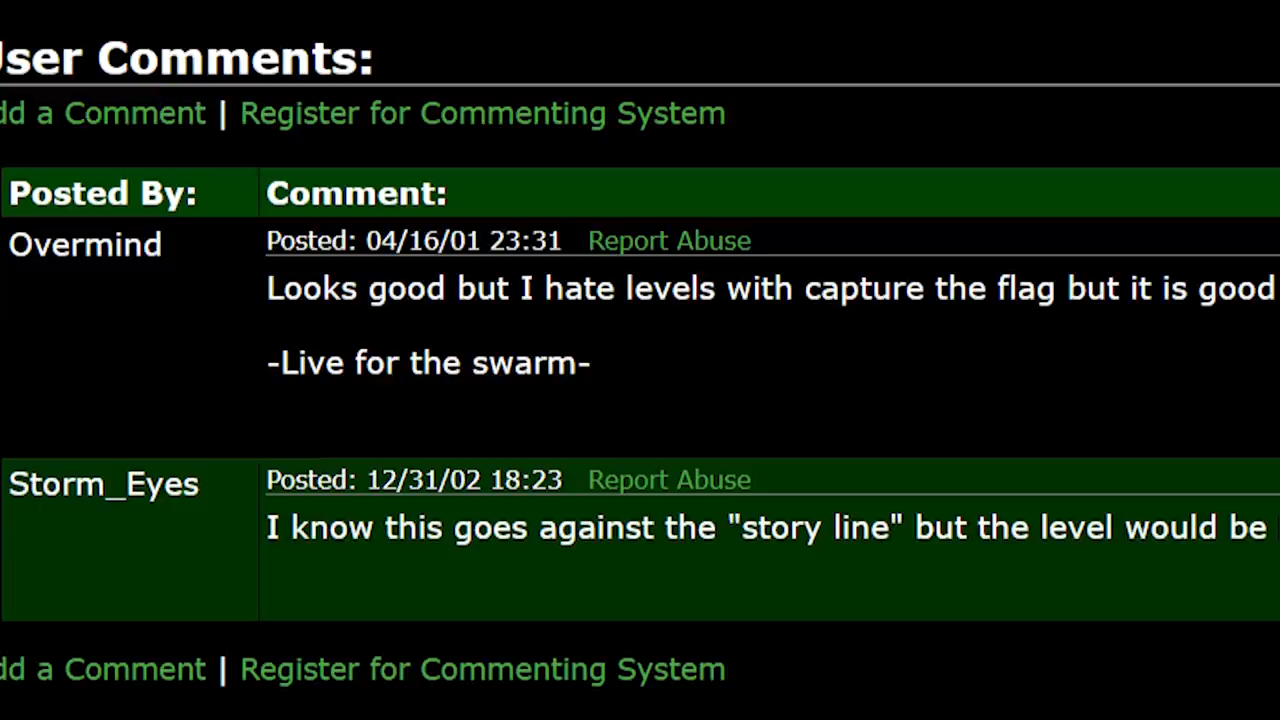 User Comments:
Add a Comment | Register for Commenting System
Posted By: Comment:
Overmind Posted: 04/16/01 23:31 Report Abuse
Looks good but I hate levels with capture the flag but it is good
-Live for the swarm-
Storm_Eyes Posted: 12/31/02 18:23 Report Abuse
I know this goes against the "story line" but the level would be
Add a Comment | Register for Commenting System